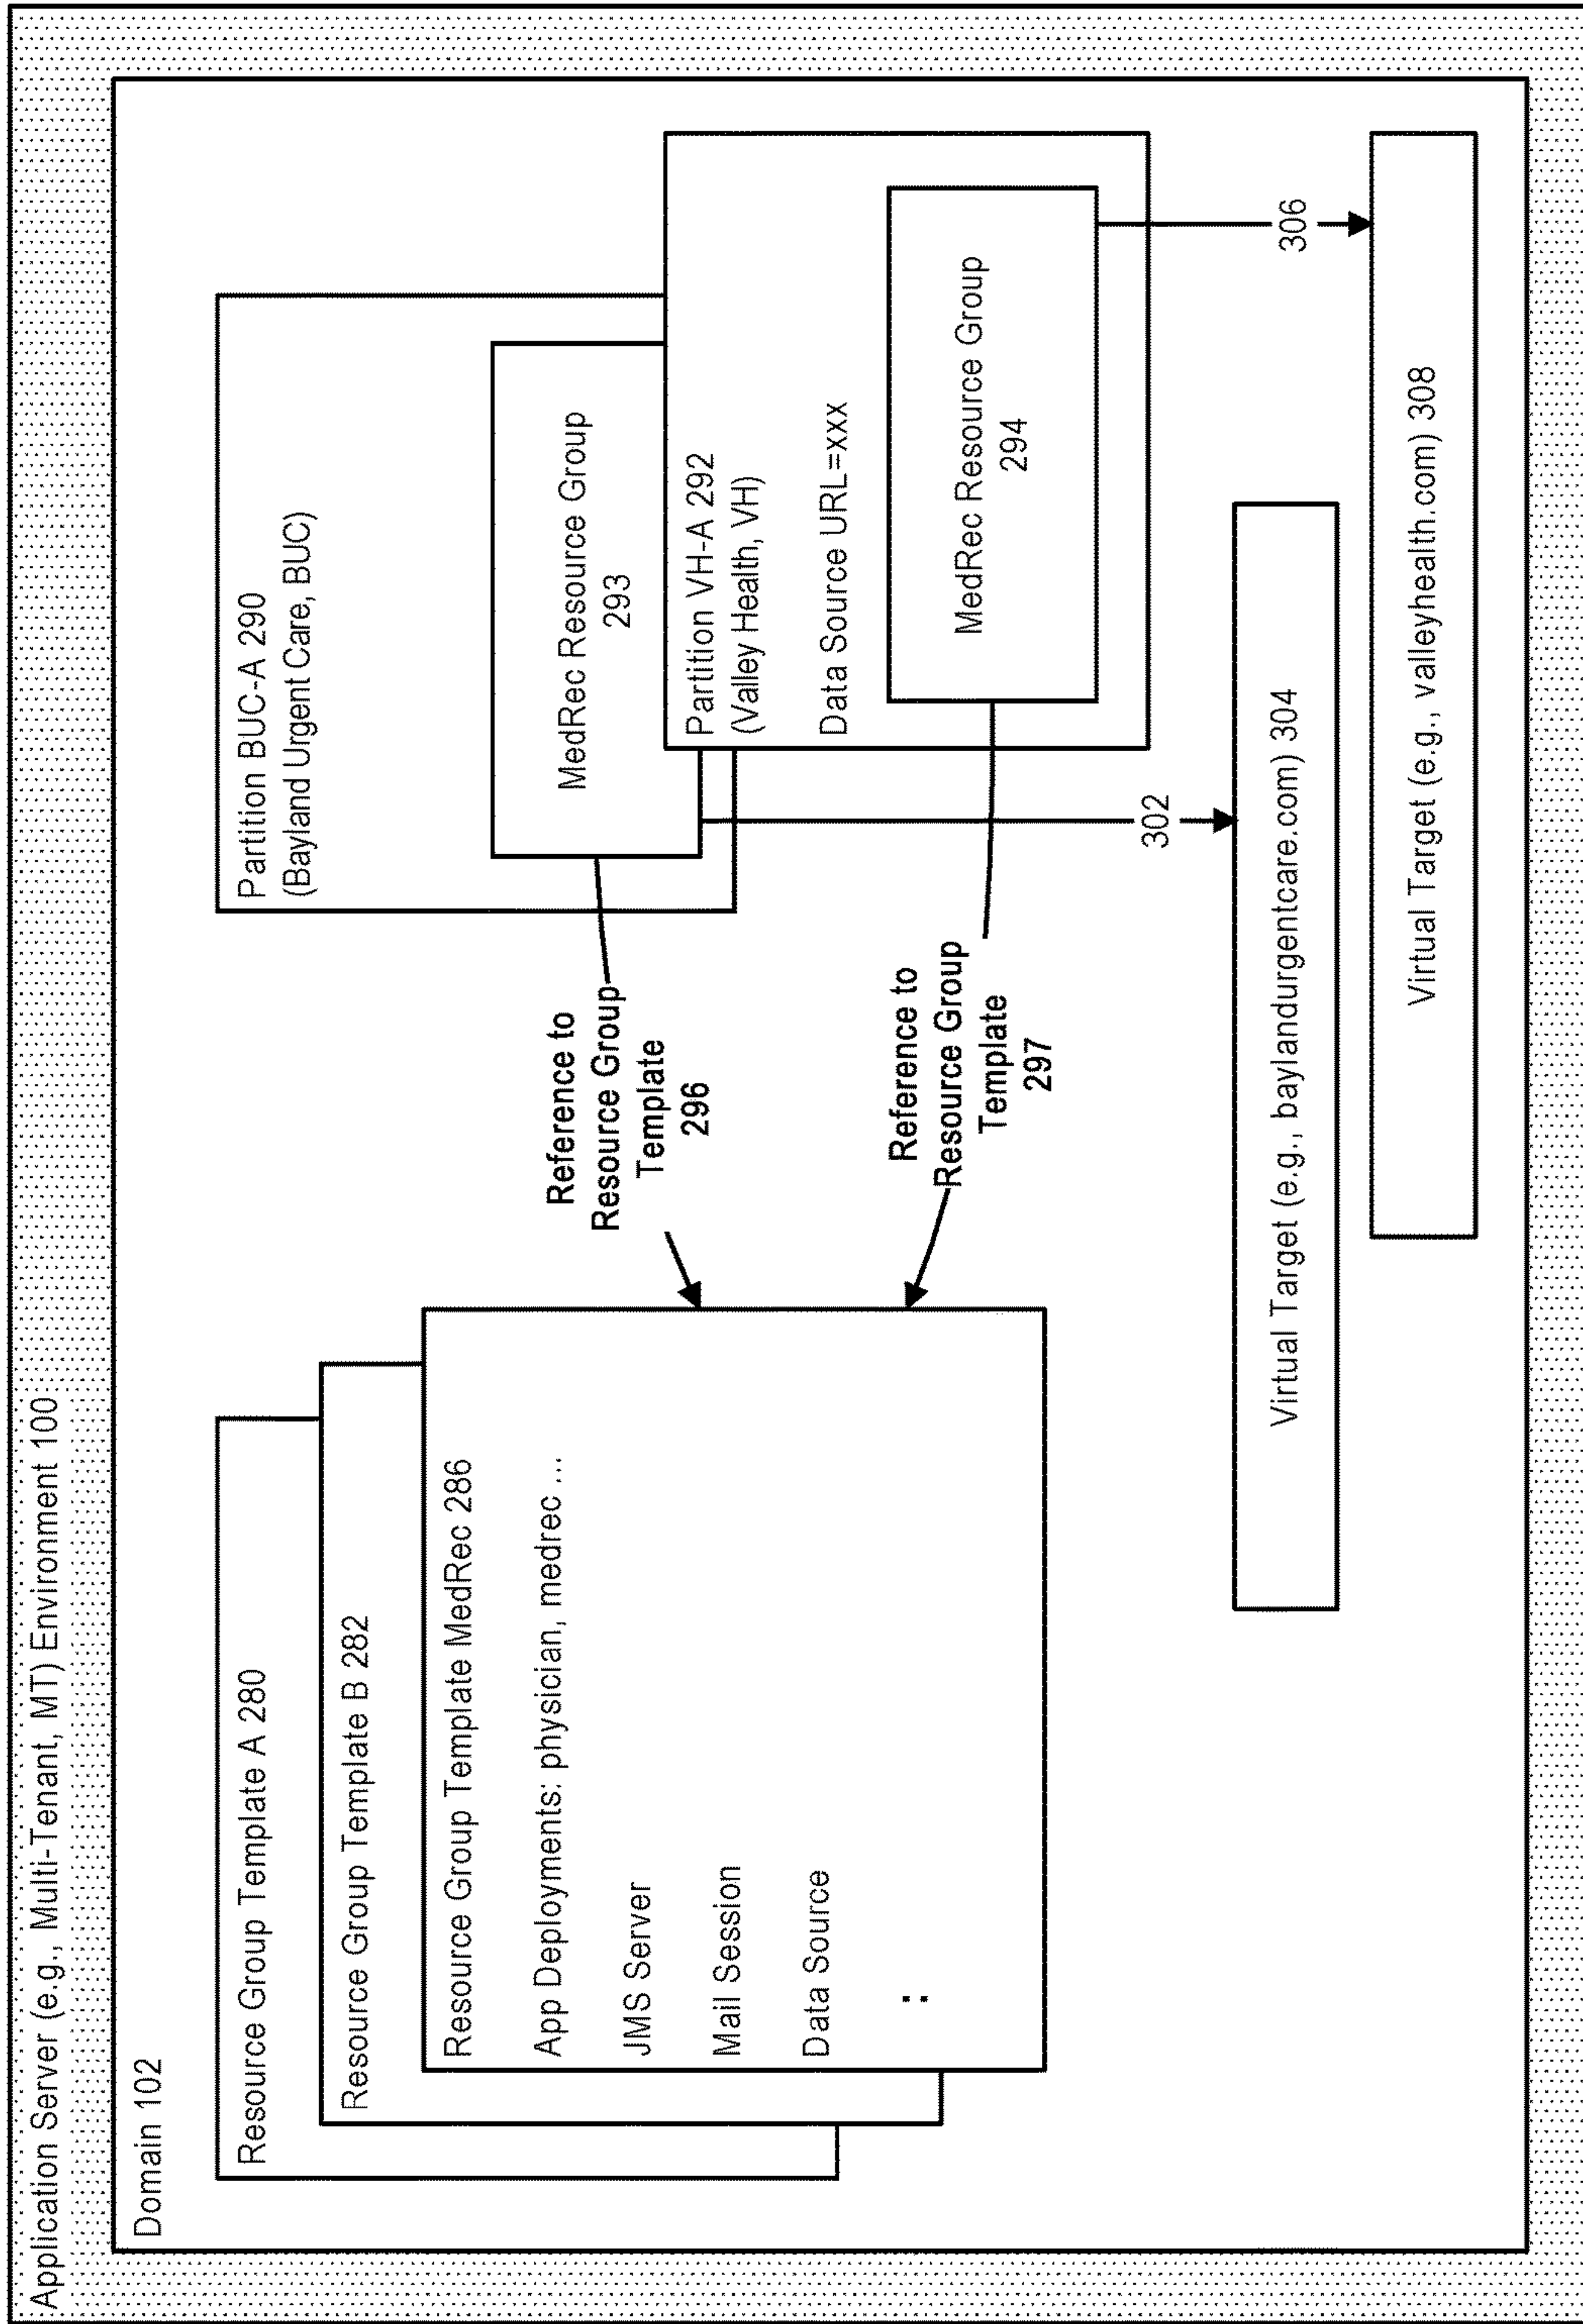 Application Server (e.g., Multi-Tenant, MT) Environment 100
Domain 102
Resource Group Template A 280
Resource Group Template B 282
Resource Group Template MedRec 286
App Deployments: physician, medrec ...
JMS Server
Mail Session
Data Source
:
Reference to
Resource Group
Template
296
Reference to
Resource Group
Template
297
Partition BUC-A 290
(Bayland Urgent Care, BUC)
MedRec Resource Group
293
Partition VH-A 292
(Valley Health, VH)
Data Source URL=xxx
MedRec Resource Group
294
302
306
Virtual Target (e.g., baylandurgentcare.com) 304
Virtual Target (e.g., valleyhealth.com) 308